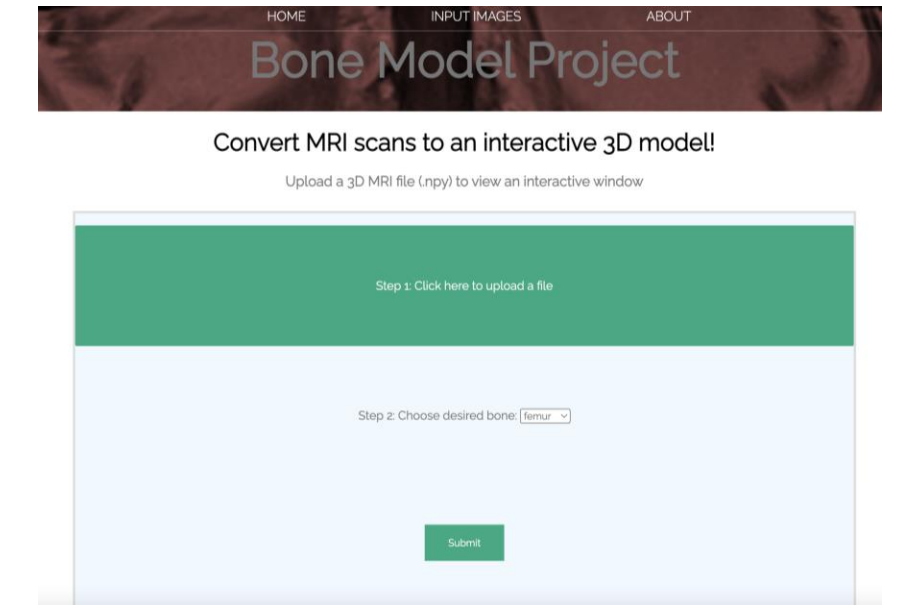 HOME INPUT IMAGES ABOUT
Bone Model Project
Convert MRI scans to an interactive 3D model!
Upload a 3D MRI file (.npy) to view an interactive window
Step 1: Click here to upload a file
Step 2: Choose desired bone: femur
Submit